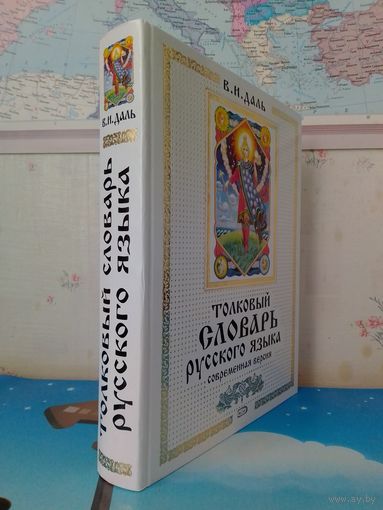 В.И. ДАЛЬ
ТОЛКОВЫЙ СЛОВАРЬ
РУССКОГО ЯЗЫКА
В.И. ДАЛЬ
ТОЛКОВЫЙ
СЛОВАРЬ
РУССКОГО ЯЗЫКА
СОВРЕМЕННАЯ ВЕРСИЯ
www.ay.by